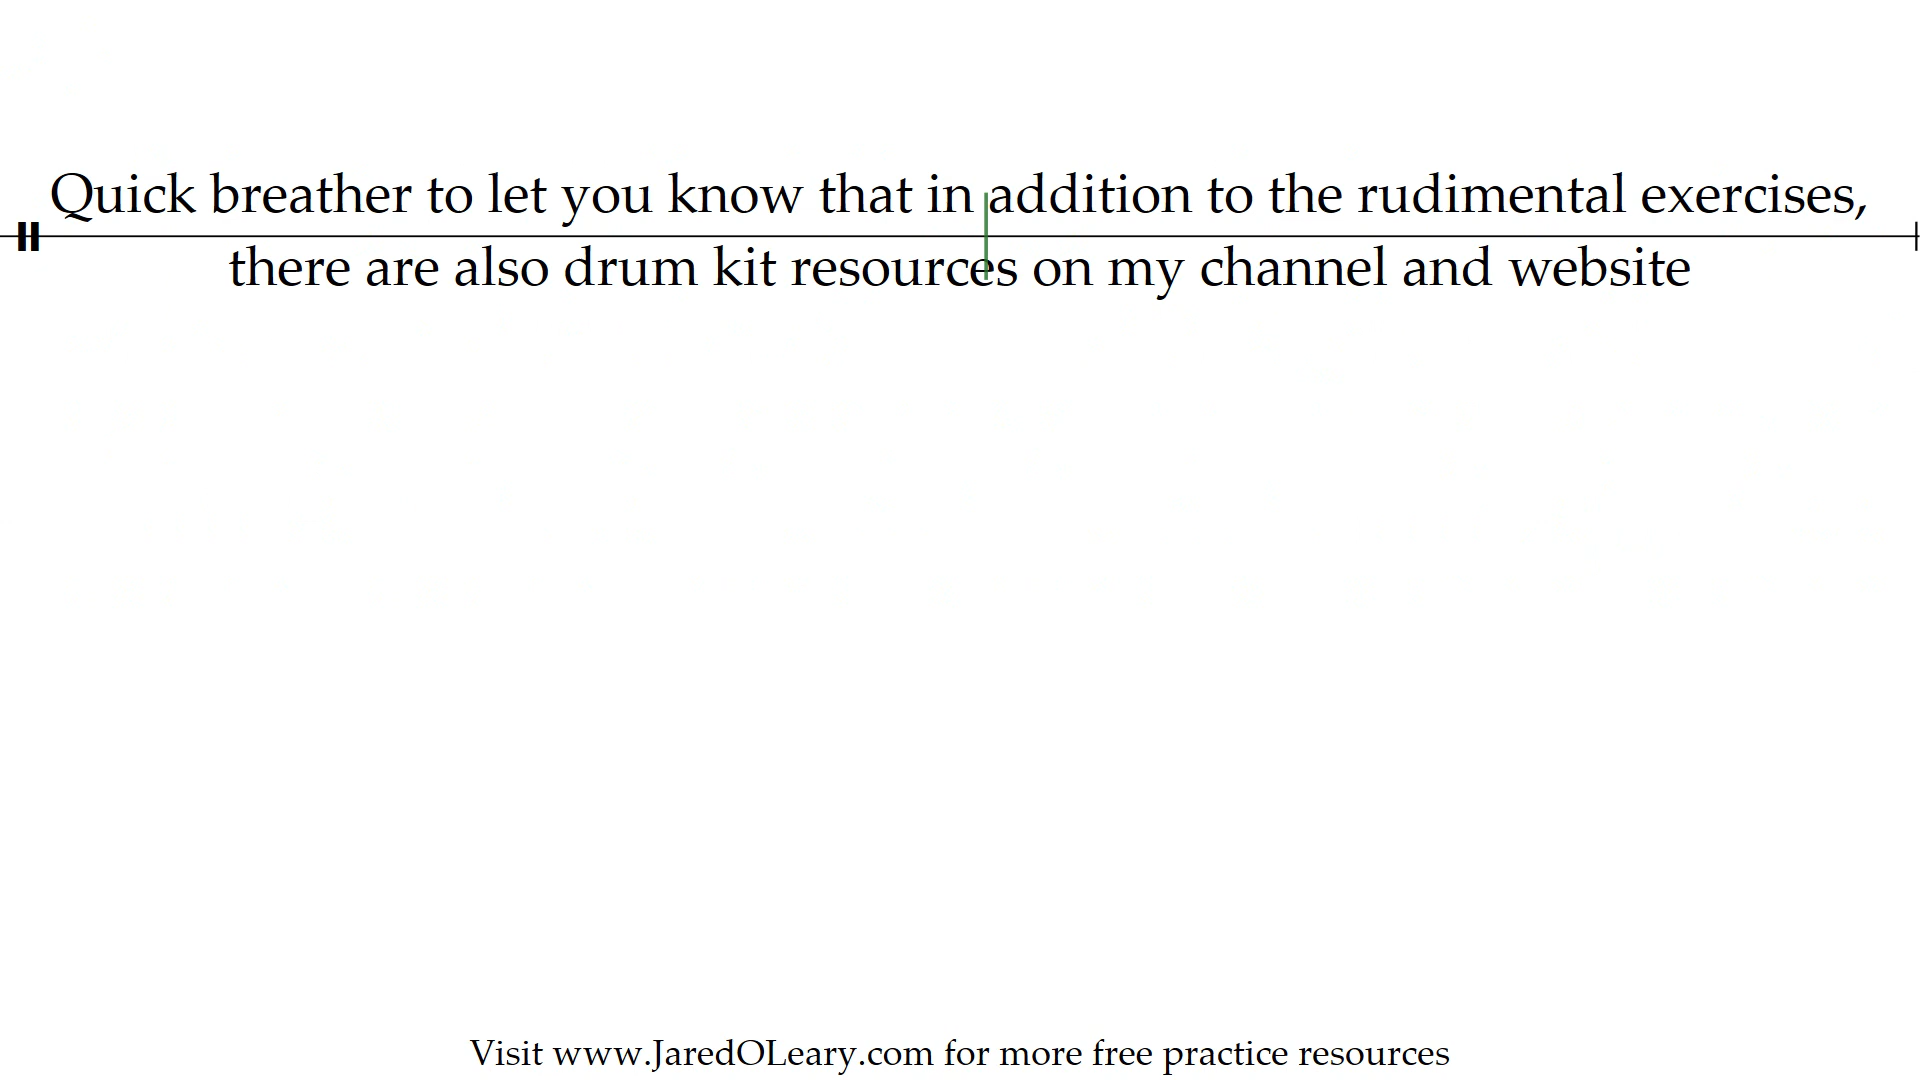 Quick breather to let you know that in addition to the rudimental exercises,
there are also drum kit resources on my channel and website
Visit www.JaredOLeary.com for more free practice resources